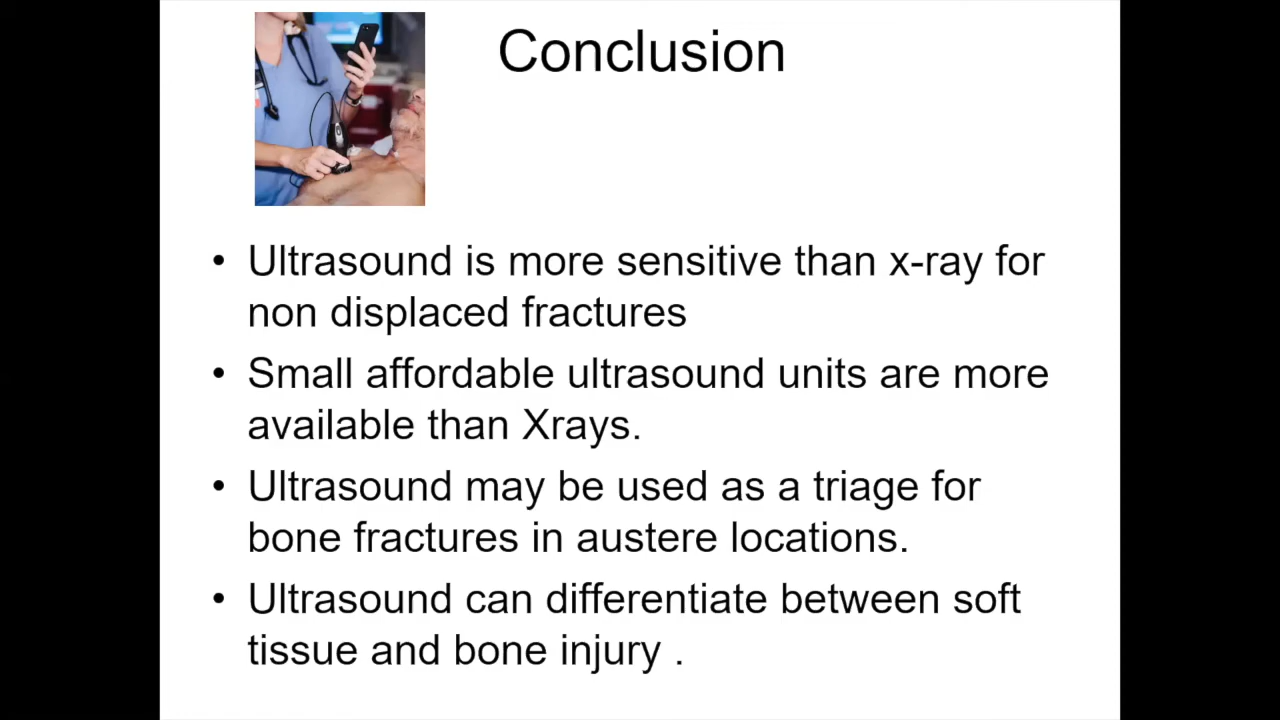 Conclusion
• Ultrasound is more sensitive than x-ray for
non displaced fractures
• Small affordable ultrasound units are more
available than Xrays.
• Ultrasound may be used as a triage for
bone fractures in austere locations.
• Ultrasound can differentiate between soft
tissue and bone injury .